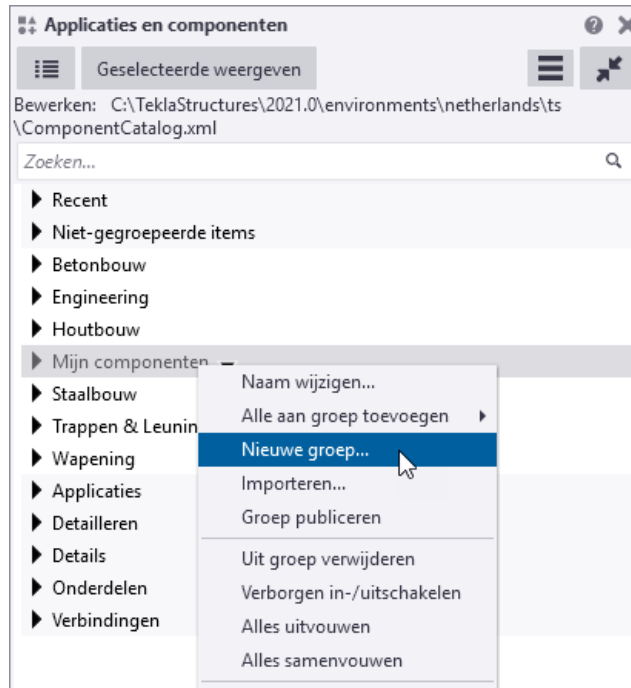 Applicaties en componenten
Geselecteerde weergeven
Bewerken: C:\TeklaStructures\2021.0\environments\netherlands\ts
\ComponentCatalog.xml
Zoeken...
Recent
Niet-gegroepeerde items
Betonbouw
Engineering
Houtbouw
Mijn componenten
Staalbouw
Trappen & Leunin
Wapening
Applicaties
Detailleren
Details
Onderdelen
Verbindingen
Naam wijzigen...
Alle aan groep toevoegen
Nieuwe groep...
Importeren...
Groep publiceren
Uit groep verwijderen
Verborgen in-/uitschakelen
Alles uitvouwen
Alles samenvouwen